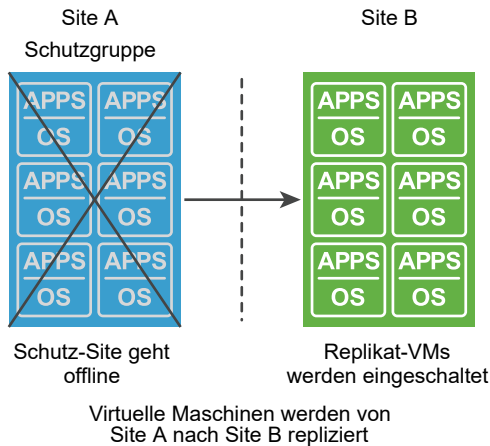 Site A
Site B
Schutzgruppe
APPS APPS
OS OS
APPS APPS
OS OS
APPS APPS
OS OS
APPS APPS
OS OS
APPS APPS
OS OS
APPS APPS
OS OS
Schutz-Site geht
offline
Replikat-VMs
werden eingeschaltet
Virtuelle Maschinen werden von
Site A nach Site B repliziert